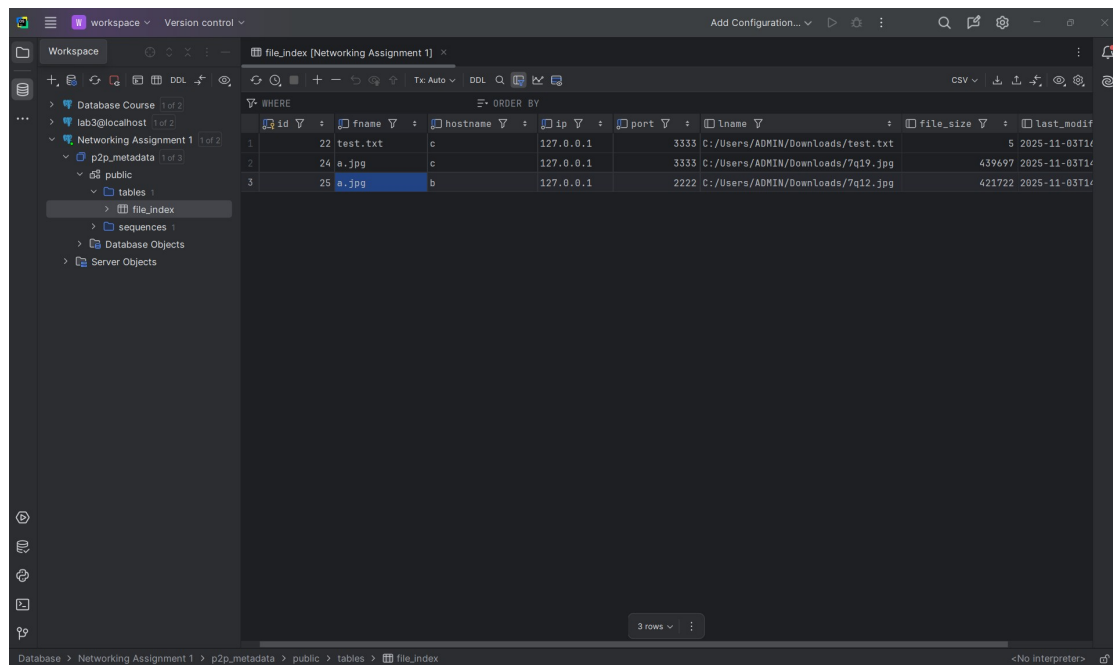 W workspace Version control Add Configuration...
Workspace
file_index [Networking Assignment 1]
DDL
Tx: Auto DDL CSV
WHERE ORDER BY
Database Course 1 of 2
lab3@localhost 1 of 2
Networking Assignment 1 1 of 2
p2p_metadata 1 of 3
public
tables 1
file_index
sequences 1
Database Objects
Server Objects
id fname hostname ip port lname file_size last_modif
1 22 test.txt c 127.0.0.1 3333 C:/Users/ADMIN/Downloads/test.txt 5 2025-11-03T16
2 24 a.jpg c 127.0.0.1 3333 C:/Users/ADMIN/Downloads/7q19.jpg 439697 2025-11-03T14
3 25 a.jpg b 127.0.0.1 2222 C:/Users/ADMIN/Downloads/7q12.jpg 421722 2025-11-03T14
3 rows
Database > Networking Assignment 1 > p2p_metadata > public > tables > file_index <No interpreter>